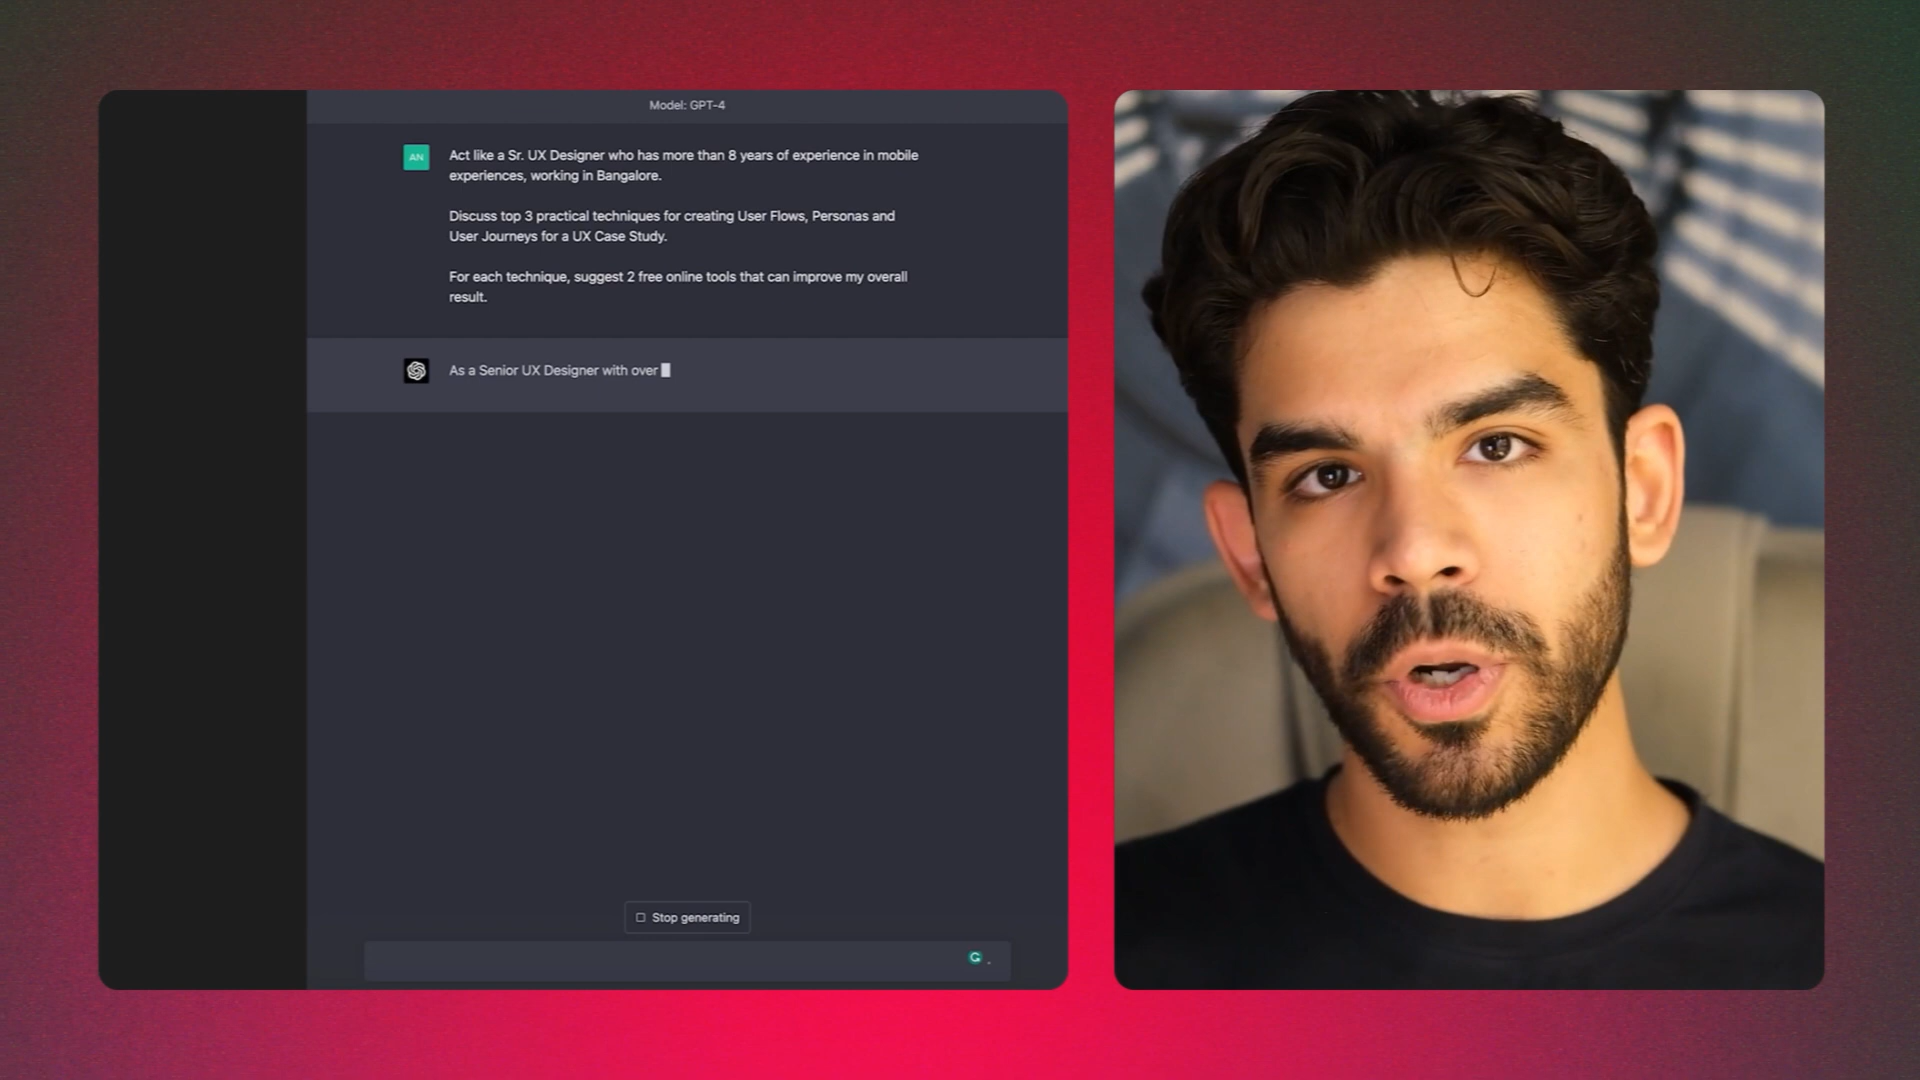 Model: GPT-4
AN
Act like a Sr. UX Designer who has more than 8 years of experience in mobile
experiences, working in Bangalore.
Discuss top 3 practical techniques for creating User Flows, Personas and
User Journeys for a UX Case Study.
For each technique, suggest 2 free online tools that can improve my overall
result.
As a Senior UX Designer with over
Stop generating